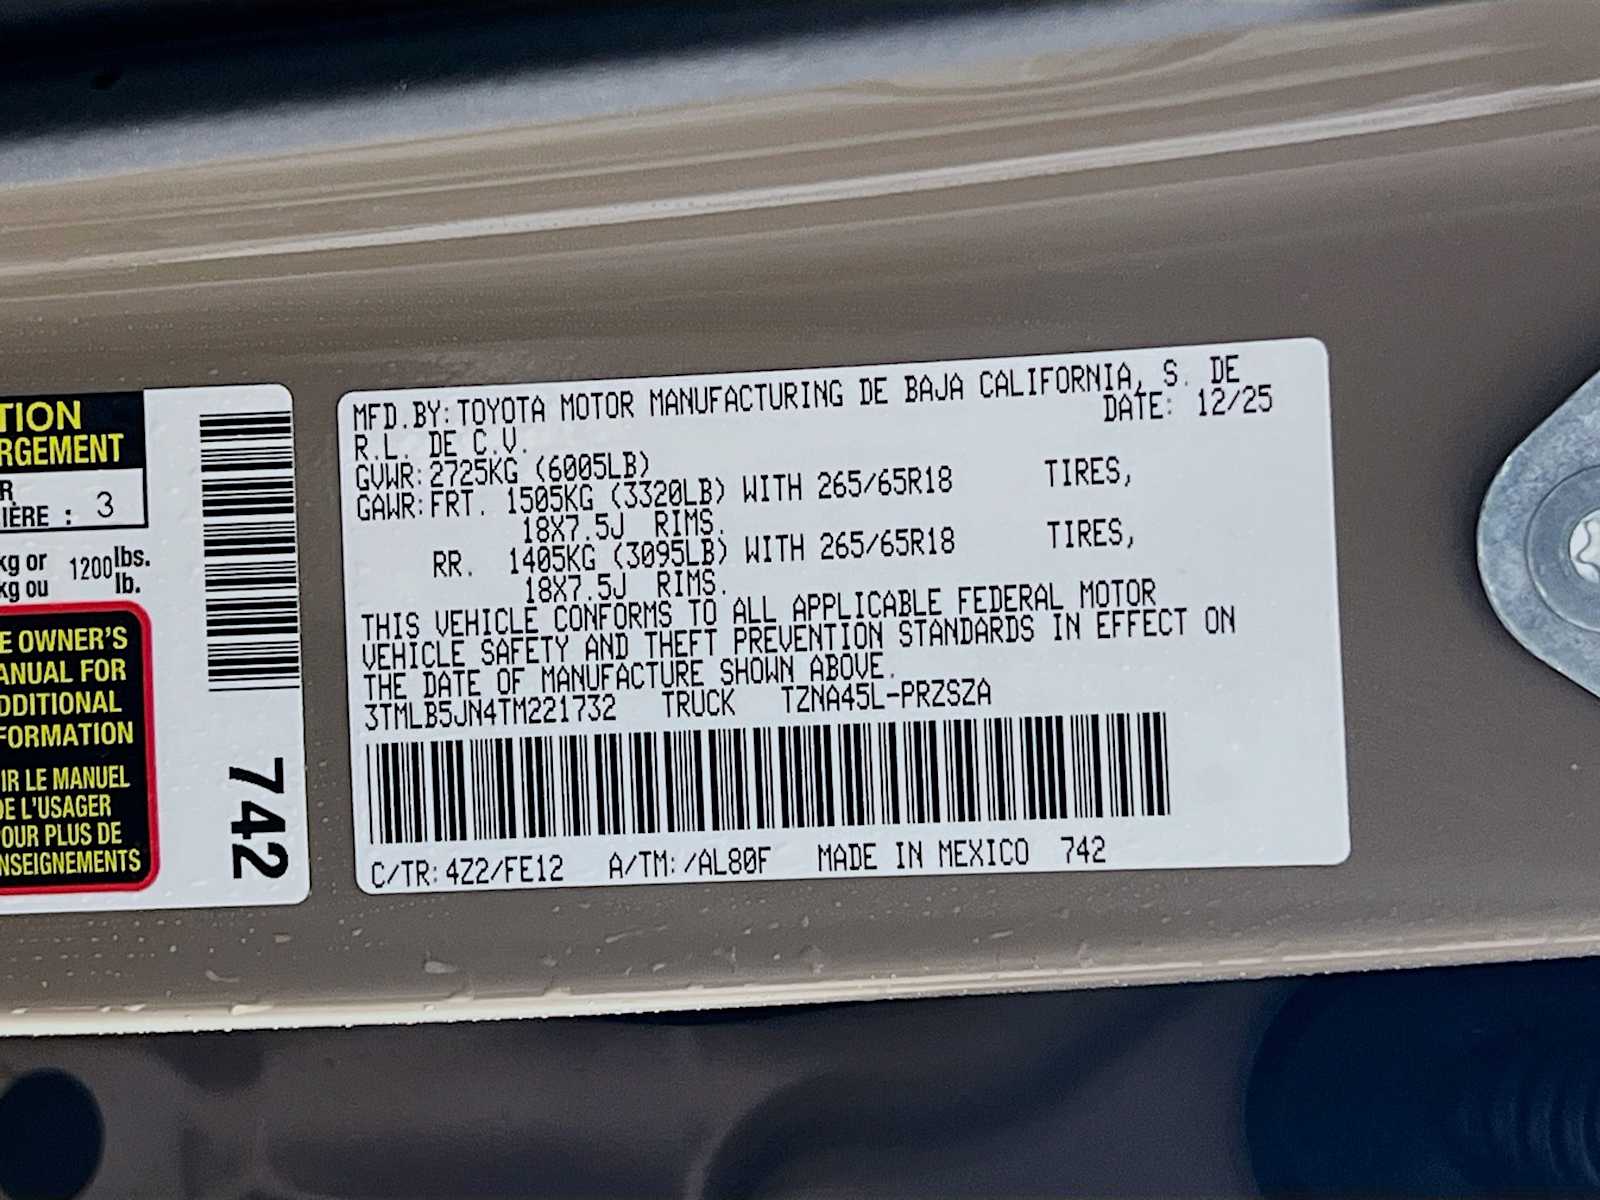 TION
RGEMENT
R
IÈRE : 3
kg or 1200 lbs.
kg ou lb.
E OWNER'S
ANUAL FOR
DDITIONAL
FORMATION
IR LE MANUEL
DE L'USAGER
OUR PLUS DE
NSEIGNEMENTS
742
MFD.BY:TOYOTA MOTOR MANUFACTURING DE BAJA CALIFORNIA, S. DE
R.L. DE C.V. DATE: 12/25
GVWR:2725KG (6005LB)
GAWR:FRT. 1505KG (3320LB) WITH 265/65R18 TIRES,
18X7.5J RIMS.
RR. 1405KG (3095LB) WITH 265/65R18 TIRES,
18X7.5J RIMS.
THIS VEHICLE CONFORMS TO ALL APPLICABLE FEDERAL MOTOR
VEHICLE SAFETY AND THEFT PREVENTION STANDARDS IN EFFECT ON
THE DATE OF MANUFACTURE SHOWN ABOVE.
3TMLB5JN4TM221732 TRUCK TZNA45L-PRZSZA
C/TR:4Z2/FE12 A/TM:/AL80F MADE IN MEXICO 742